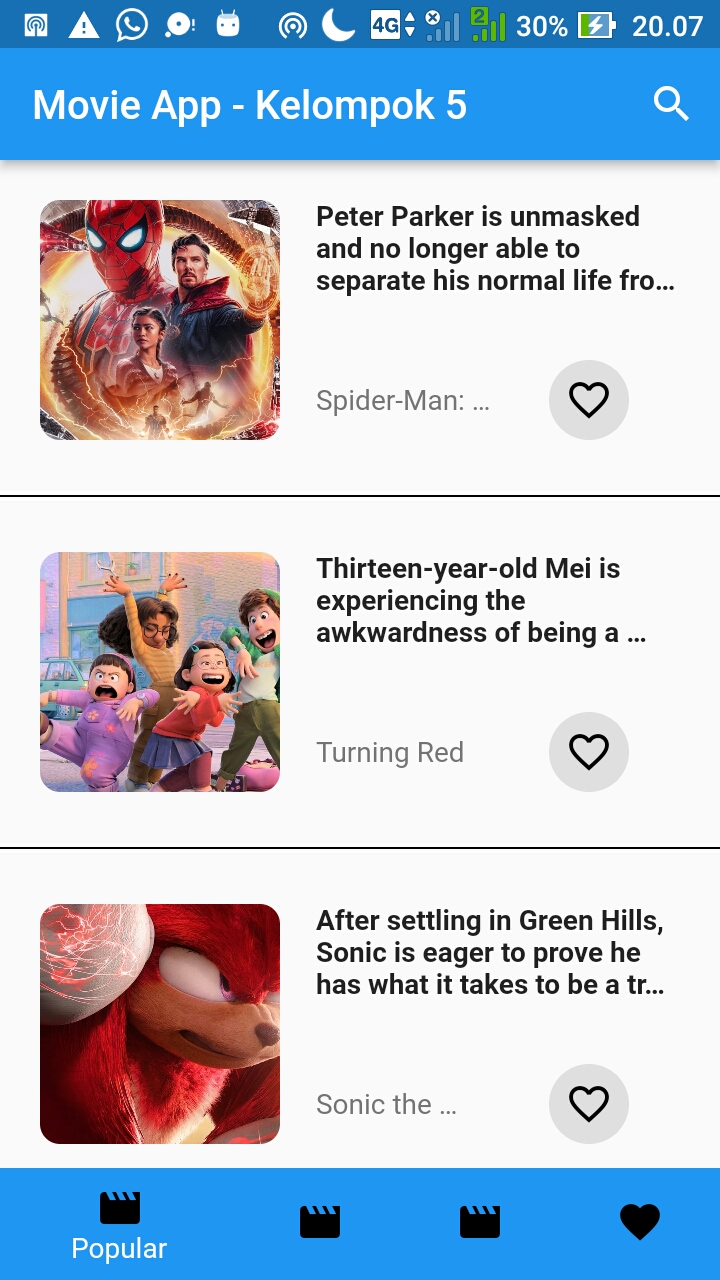 4G 2 30% 20.07
Movie App - Kelompok 5
Peter Parker is unmasked
and no longer able to
separate his normal life fro…
Spider-Man: …
Thirteen-year-old Mei is
experiencing the
awkwardness of being a …
Turning Red
After settling in Green Hills,
Sonic is eager to prove he
has what it takes to be a tr…
Sonic the …
Popular